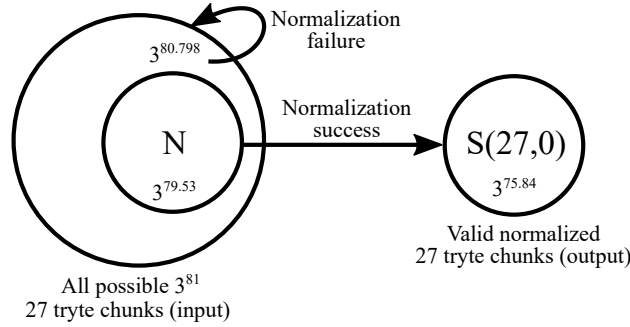 Normalization
failure
3^80.798
Normalization
success
N
3^79.53
S(27,0)
3^75.84
Valid normalized
27 tryte chunks (output)
All possible 3^81
27 tryte chunks (input)